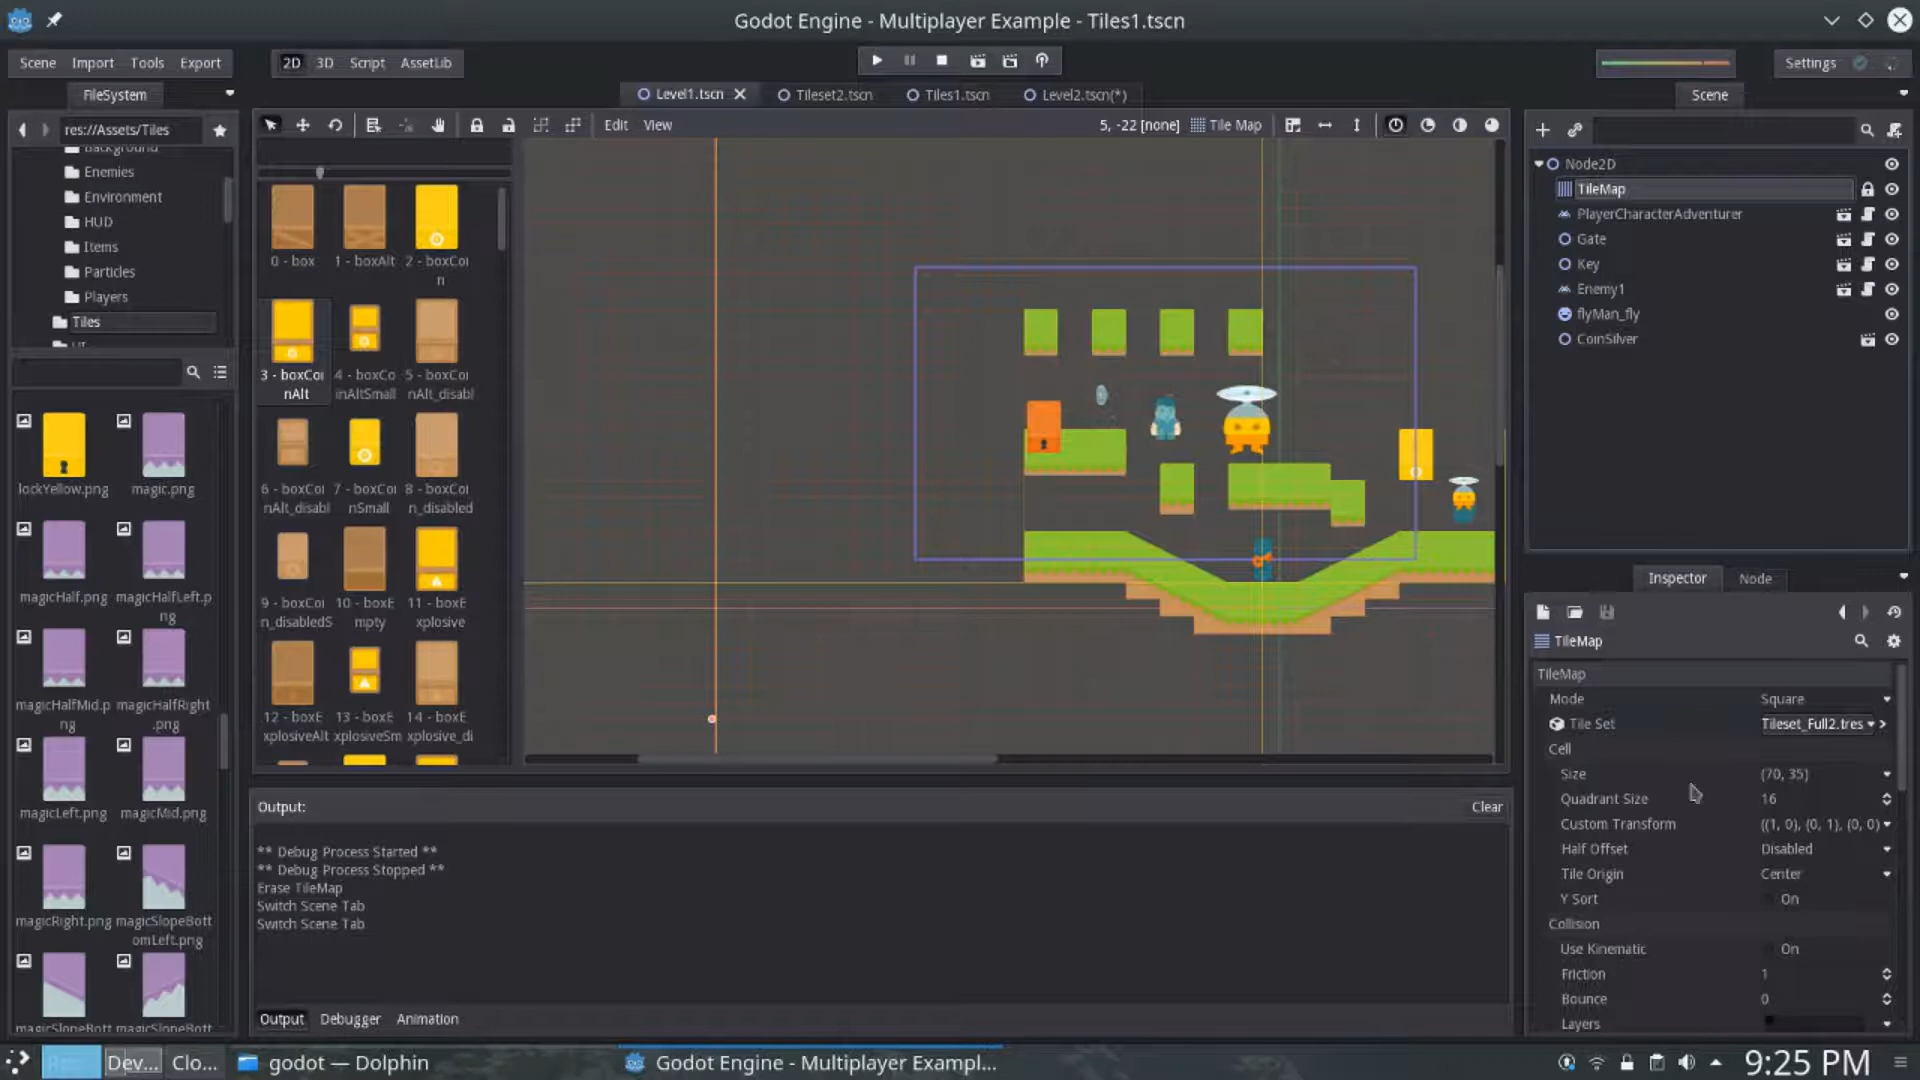 Godot Engine - Multiplayer Example - Tiles1.tscn
Scene Import Tools Export
2D 3D Script AssetLib
Settings
FileSystem
Level1.tscn
Tileset2.tscn
Tiles1.tscn
Level2.tscn(*)
Scene
res://Assets/Tiles
Edit View
5, -22 [none]
Tile Map
Background
Enemies
Environment
HUD
Items
Particles
Players
Tiles
UI
lockYellow.png
magic.png
magicHalf.png
magicHalfLeft.p
ng
magicHalfMid.p
ng
magicHalfRight
.png
magicLeft.png
magicMid.png
magicRight.png
magicSlopeBott
omLeft.png
magicSlopeBott
magicSlopeBott
0 - box
1 - boxAlt
2 - boxCoi
n
3 - boxCoi
nAlt
4 - boxCo
inAltSmall
5 - boxCoi
nAlt_disabl
6 - boxCoi
nAlt_disabl
7 - boxCoi
nSmall
8 - boxCoi
n_disabled
9 - boxCoi
n_disabledS
10 - boxE
mpty
11 - boxE
xplosive
12 - boxE
xplosiveAlt
13 - boxE
xplosiveSm
14 - boxE
xplosive_di
Node2D
TileMap
PlayerCharacterAdventurer
Gate
Key
Enemy1
flyMan_fly
CoinSilver
Inspector
Node
TileMap
TileMap
Mode Square
Tile Set Tileset_Full2.tres
Cell
Size (70, 35)
Quadrant Size 16
Custom Transform ((1, 0), (0, 1), (0, 0)
Half Offset Disabled
Tile Origin Center
Y Sort On
Collision
Use Kinematic On
Friction 1
Bounce 0
Layers
Output:
Clear
** Debug Process Started **
** Debug Process Stopped **
Erase TileMap
Switch Scene Tab
Switch Scene Tab
Output Debugger Animation
Dev...
Clo...
godot — Dolphin
Godot Engine - Multiplayer Exampl...
9:25 PM